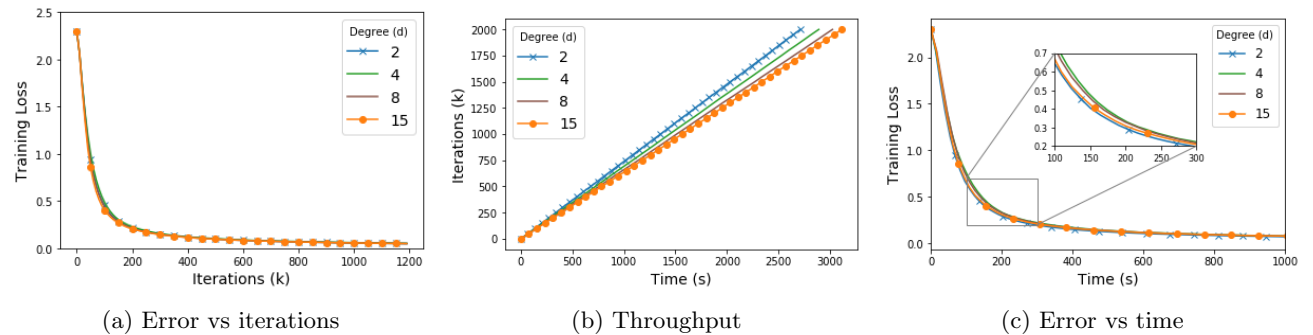 2.5
2.0
1.5
1.0
0.5
0.0
Training Loss
0 200 400 600 800 1000 1200
Iterations (k)
Degree (d)
2
4
8
15
(a) Error vs iterations
2000
1750
1500
1250
1000
750
500
250
0
Iterations (k)
0 500 1000 1500 2000 2500 3000
Time (s)
Degree (d)
2
4
8
15
(b) Throughput
2.0
1.5
1.0
0.5
0.0
Training Loss
0 200 400 600 800 1000
Time (s)
0.7
0.6
0.5
0.4
0.3
0.2
100 150 200 250 300
Degree (d)
2
4
8
15
(c) Error vs time